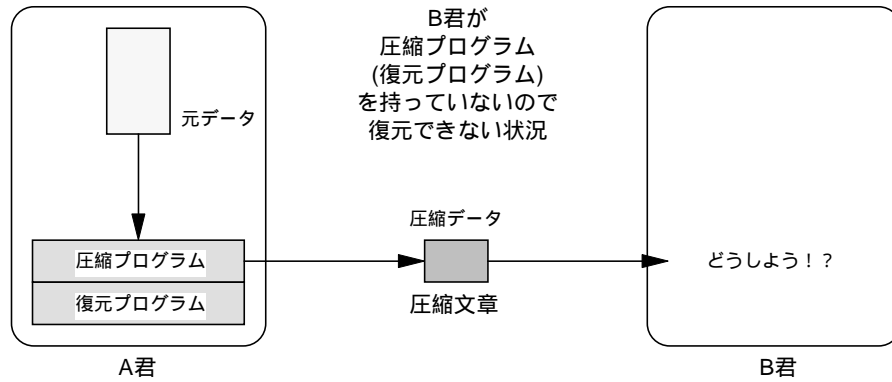 B君が
圧縮プログラム
(復元プログラム)
を持っていないので
復元できない状況
元データ
圧縮データ
圧縮プログラム
どうしよう！？
復元プログラム
圧縮文章
A君
B君